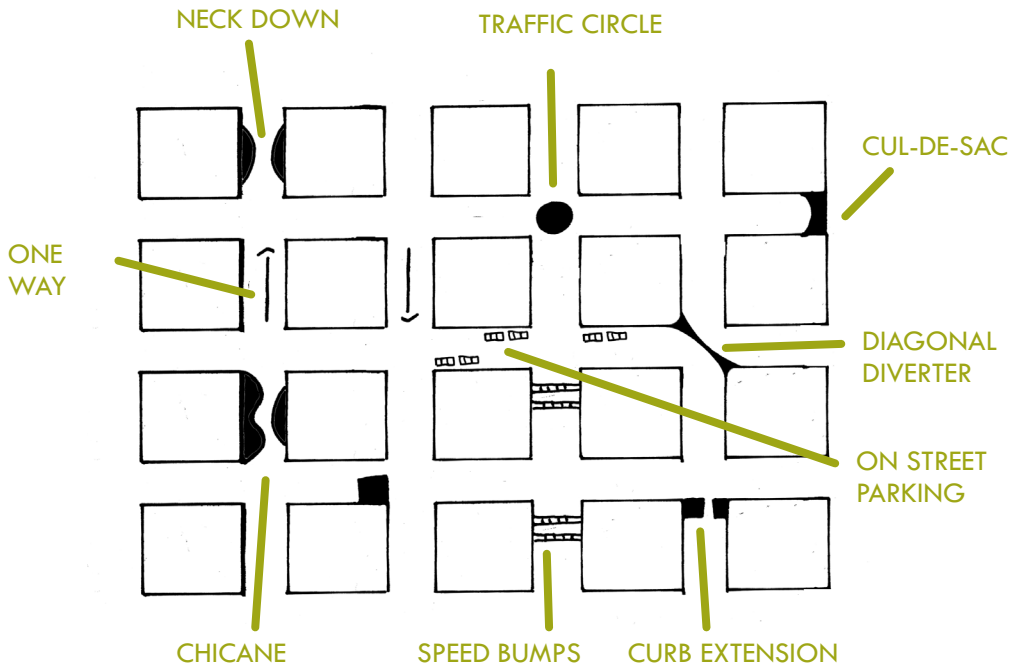 NECK DOWN
TRAFFIC CIRCLE
CUL-DE-SAC
ONE
WAY
DIAGONAL
DIVERTER
ON STREET
PARKING
CHICANE
SPEED BUMPS
CURB EXTENSION